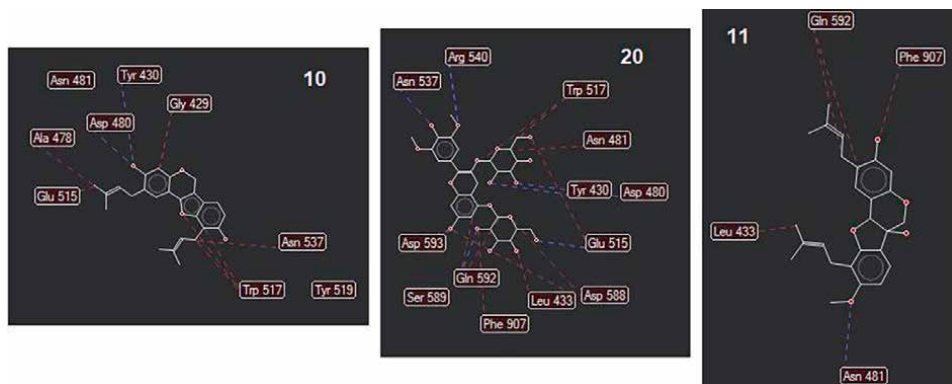 10
Asn 481
Tyr 430
Gly 429
Asp 480
Ala 478
Glu 515
Asn 537
Trp 517
Tyr 519
20
Arg 540
Asn 537
Trp 517
Asn 481
Tyr 430
Asp 480
Asp 593
Glu 515
Gln 592
Ser 589
Leu 433
Asp 588
Phe 907
11
Gln 592
Phe 907
Leu 433
Asn 481